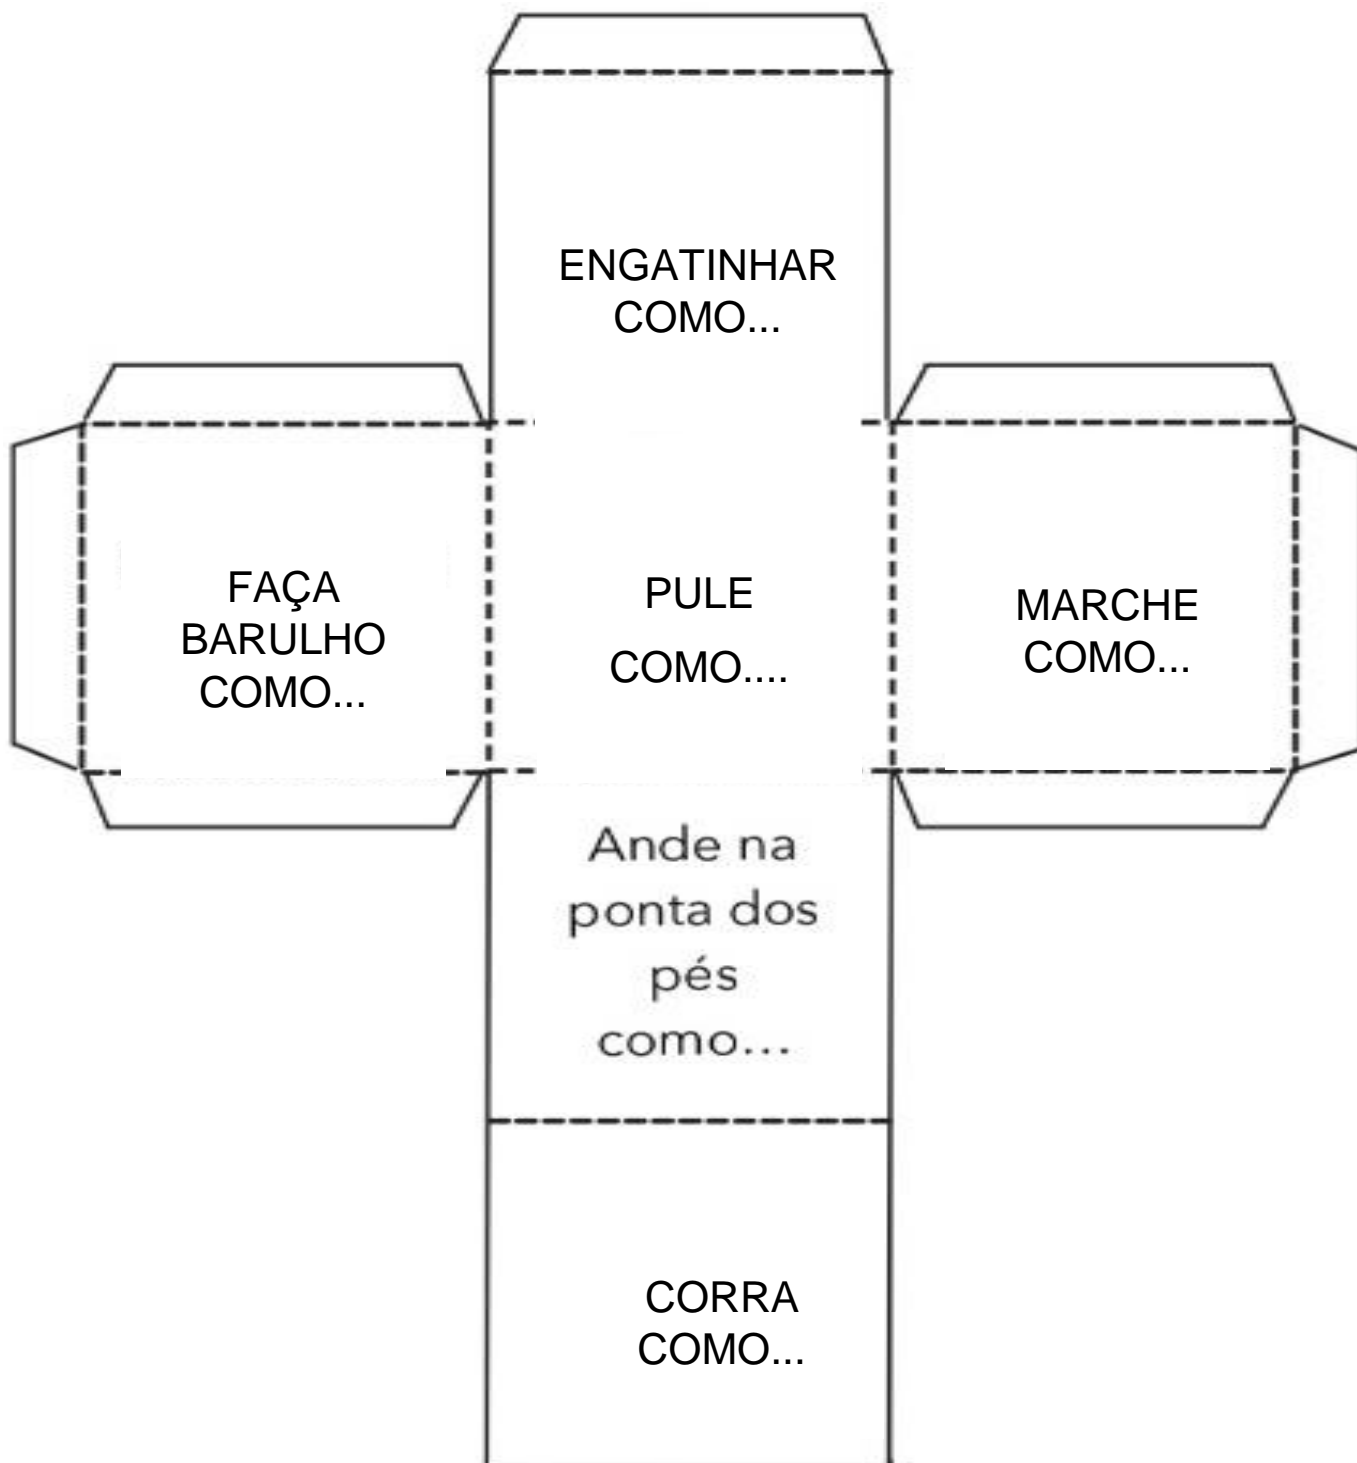 ENGATINHAR
COMO...
FAÇA
BARULHO
COMO...
PULE
COMO....
MARCHE
COMO...
Ande na
ponta dos
pés
como...
CORRA
COMO...